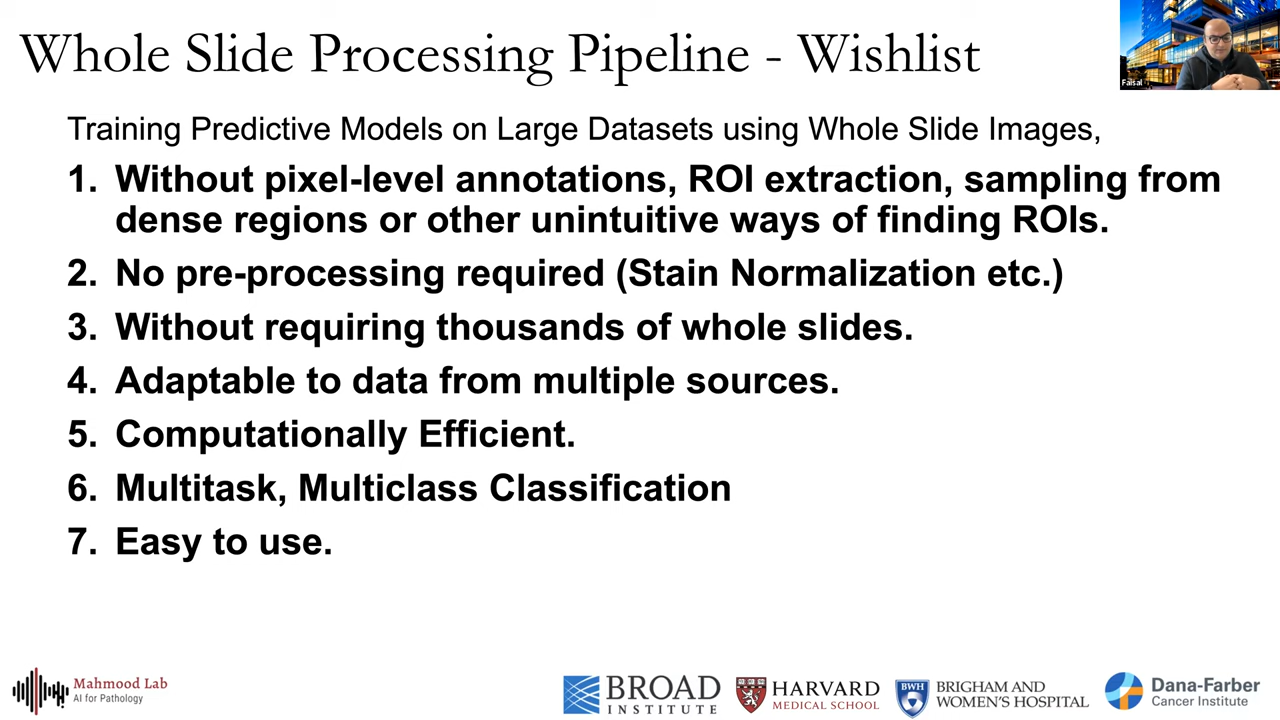 Whole Slide Processing Pipeline - Wishlist
Faisal
Training Predictive Models on Large Datasets using Whole Slide Images,
1. Without pixel-level annotations, ROI extraction, sampling from
dense regions or other unintuitive ways of finding ROIs.
2. No pre-processing required (Stain Normalization etc.)
3. Without requiring thousands of whole slides.
4. Adaptable to data from multiple sources.
5. Computationally Efficient.
6. Multitask, Multiclass Classification
7. Easy to use.
Mahmood Lab
AI for Pathology
BROAD
INSTITUTE
HARVARD
MEDICAL SCHOOL
BWH
BRIGHAM AND
WOMEN'S HOSPITAL
Dana-Farber
Cancer Institute